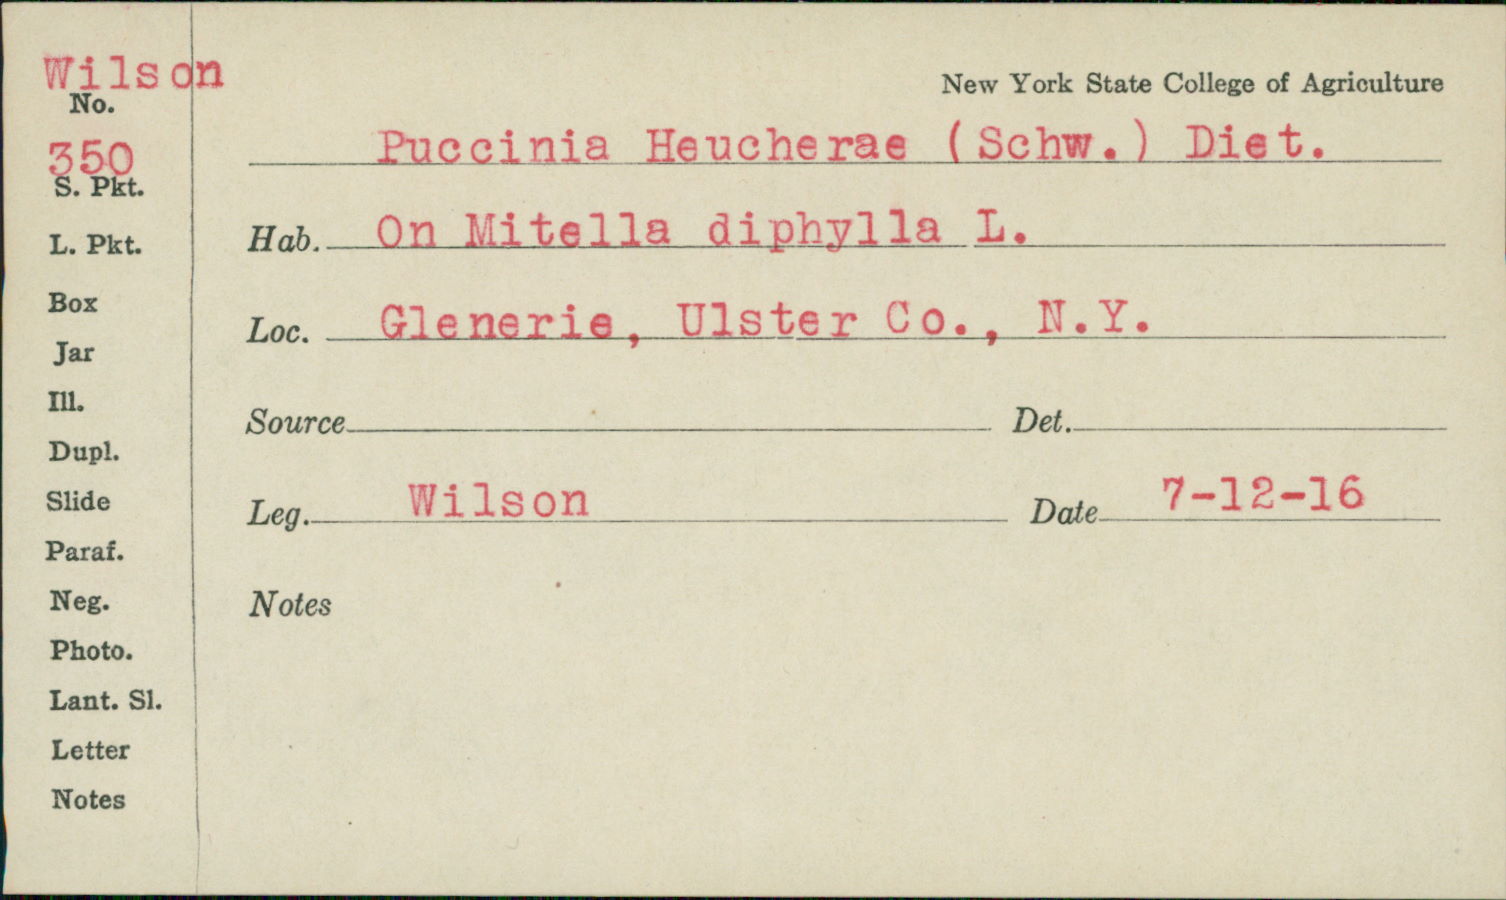 Wilson
No.
350
S. Pkt.
L. Pkt.
Box
Jar
Ill.
Dupl.
Slide
Paraf.
Neg.
Photo.
Lant. Sl.
Letter
Notes
New York State College of Agriculture
Puccinia Heucherae (Schw.) Diet.
Hab. On Mitella diphylla L.
Loc. Glenerie, Ulster Co., N.Y.
Source Det.
Leg. Wilson Date 7-12-16
Notes